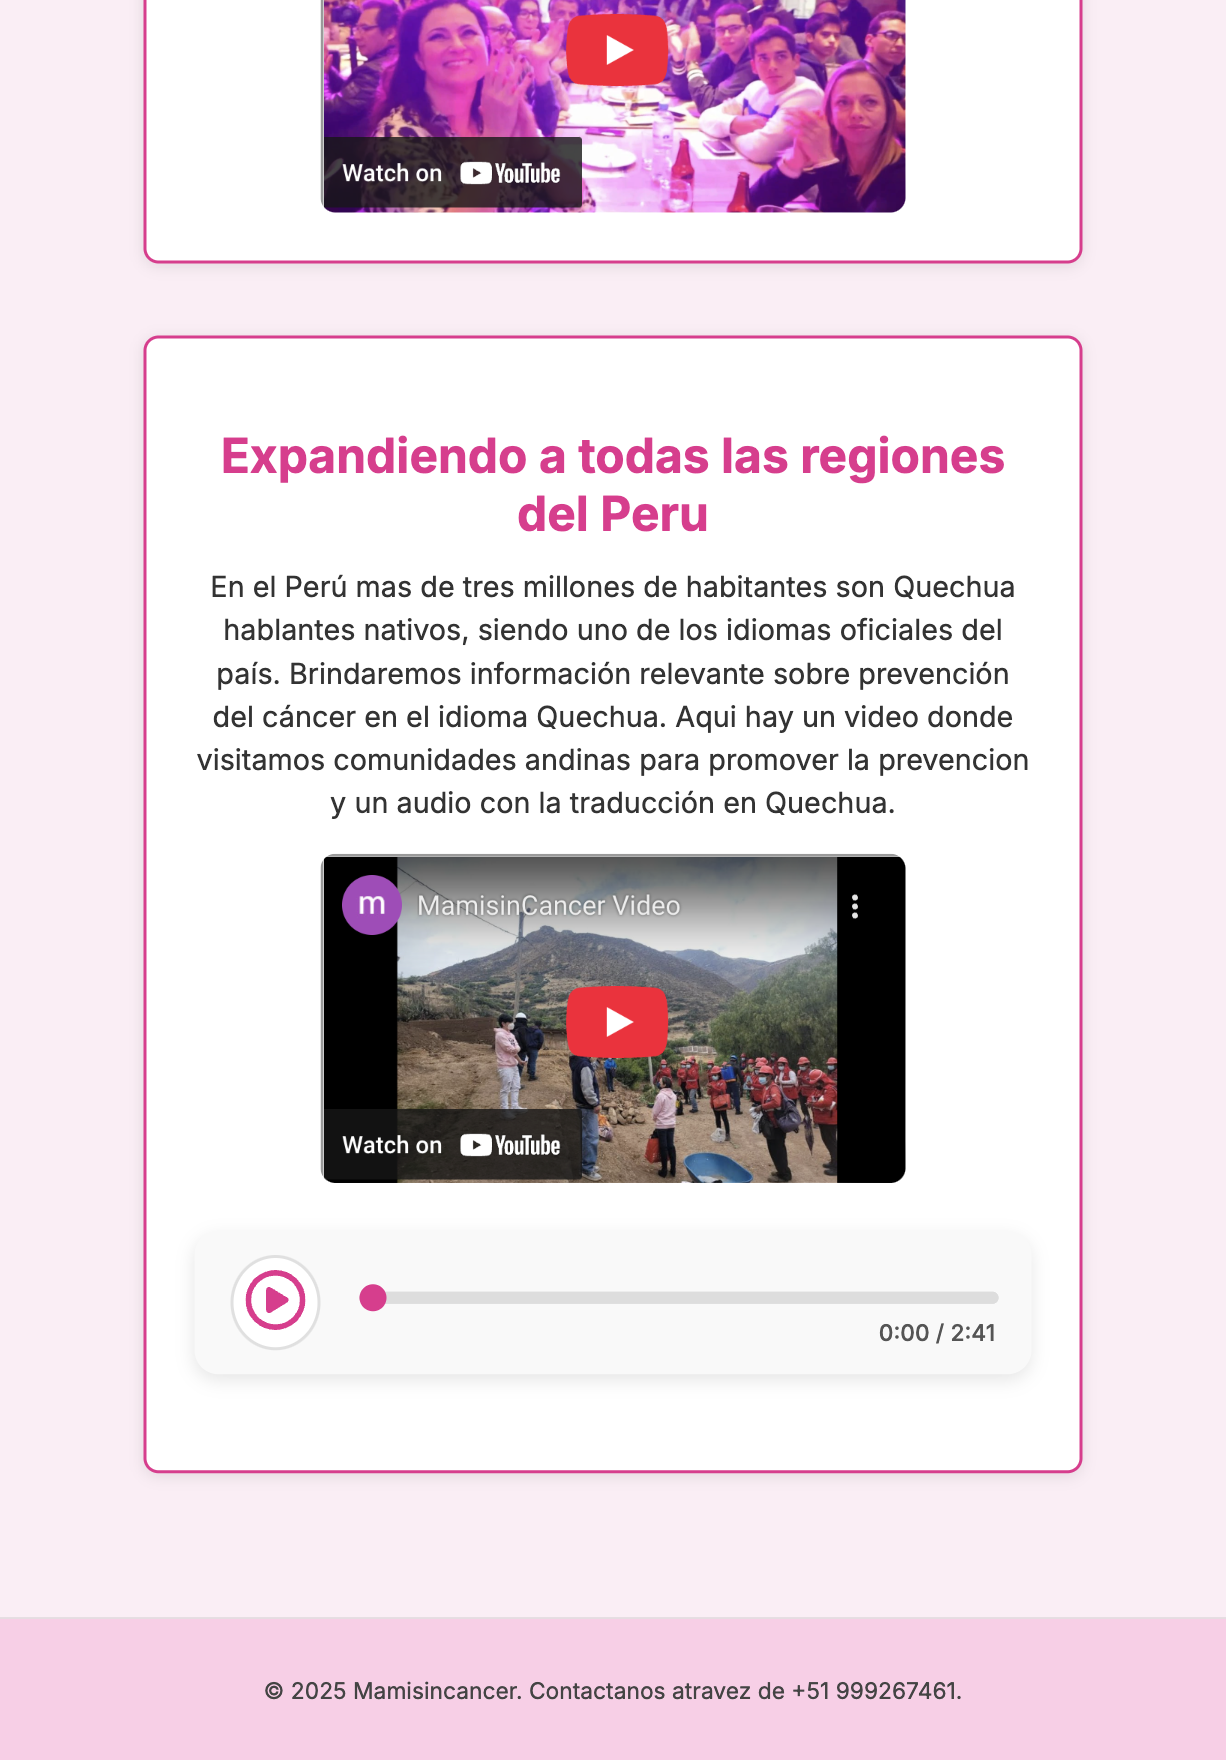 Watch on YouTube
Expandiendo a todas las regiones
del Peru
En el Perú mas de tres millones de habitantes son Quechua
hablantes nativos, siendo uno de los idiomas oficiales del
país. Brindaremos información relevante sobre prevención
del cáncer en el idioma Quechua. Aqui hay un video donde
visitamos comunidades andinas para promover la prevencion
y un audio con la traducción en Quechua.
m MamisinCancer Video
Watch on YouTube
0:00 / 2:41
© 2025 Mamisincancer. Contactanos atravez de +51 999267461.